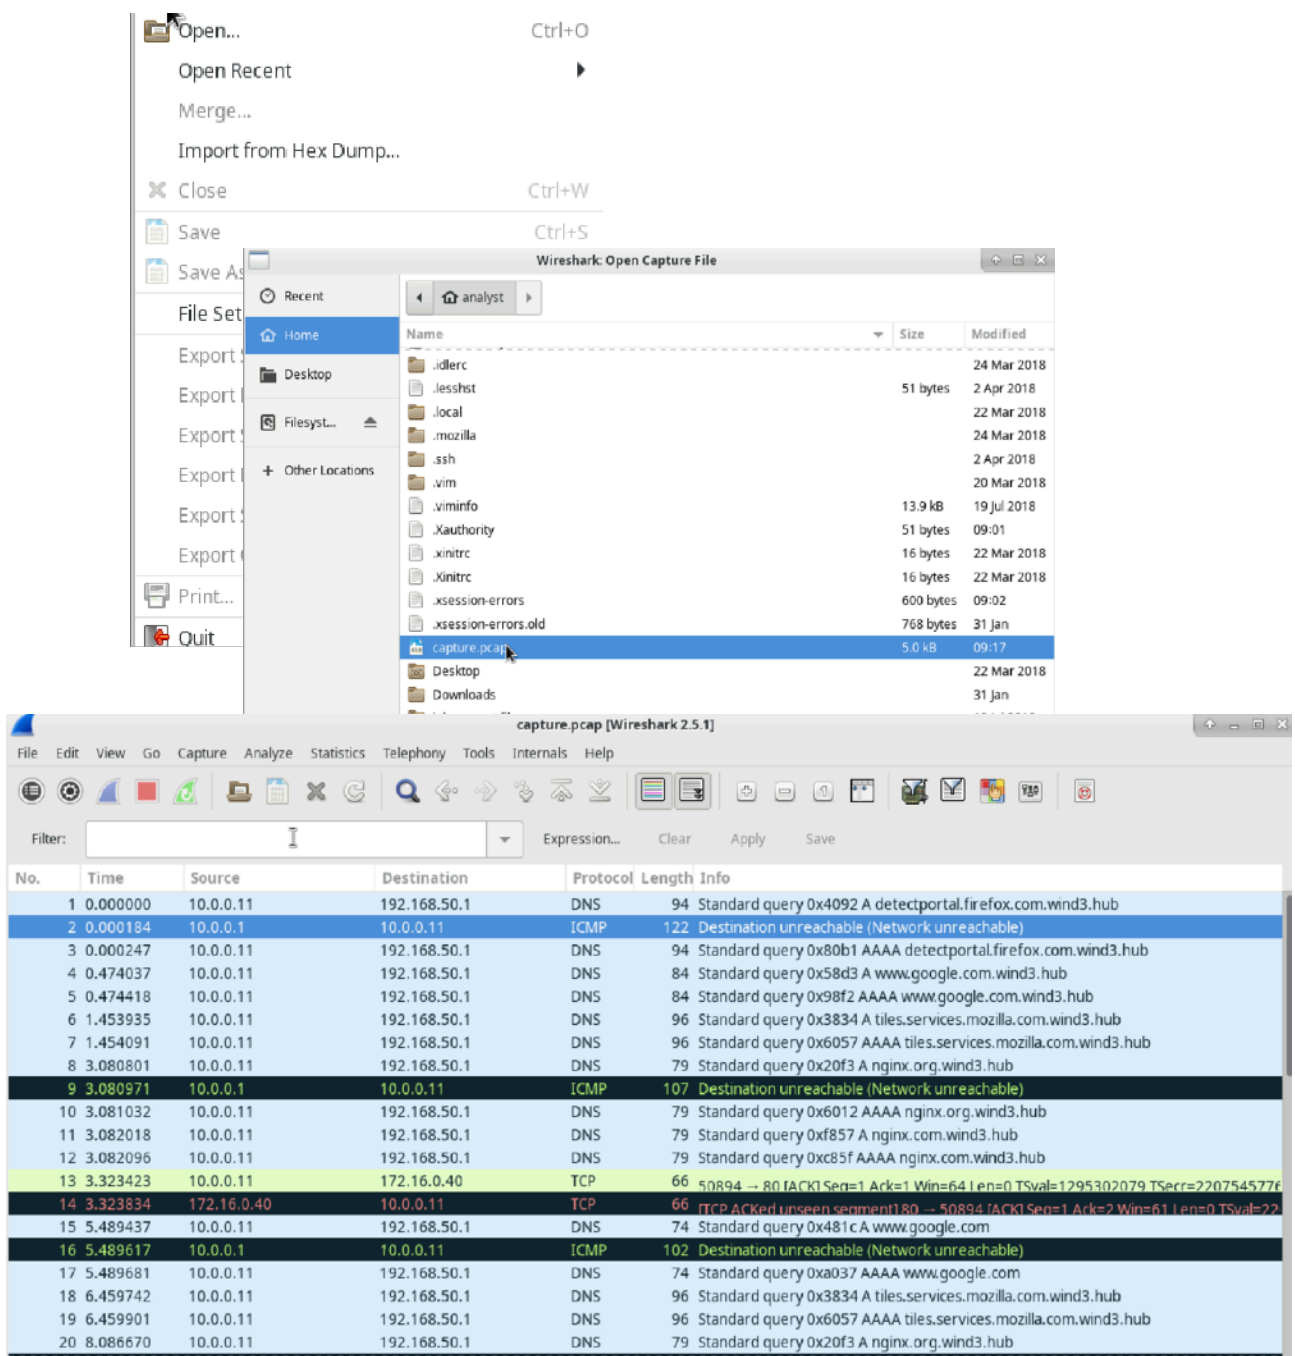 Open... Ctrl+O
Open Recent
Merge...
Import from Hex Dump...
Close Ctrl+W
Save Ctrl+S
Save As
File Set
Export
Export
Export
Export
Export
Export
Print...
Quit
Wireshark: Open Capture File
Recent
Home
Desktop
Filesyst...
Other Locations
analyst
Name Size Modified
.idlerc 24 Mar 2018
.lesshst 51 bytes 2 Apr 2018
.local 22 Mar 2018
.mozilla 24 Mar 2018
.ssh 2 Apr 2018
.vim 20 Mar 2018
.viminfo 13.9 kB 19 Jul 2018
.Xauthority 51 bytes 09:01
.xinitrc 16 bytes 22 Mar 2018
.Xinitrc 16 bytes 22 Mar 2018
.xsession-errors 600 bytes 09:02
.xsession-errors.old 768 bytes 31 Jan
capture.pcap 5.0 kB 09:17
Desktop 22 Mar 2018
Downloads 31 Jan
capture.pcap [Wireshark 2.5.1]
File Edit View Go Capture Analyze Statistics Telephony Tools Internals Help
Filter: Expression... Clear Apply Save
No. Time Source Destination Protocol Length Info
1 0.000000 10.0.0.11 192.168.50.1 DNS 94 Standard query 0x4092 A detectportal.firefox.com.wind3.hub
2 0.000184 10.0.0.1 10.0.0.11 ICMP 122 Destination unreachable (Network unreachable)
3 0.000247 10.0.0.11 192.168.50.1 DNS 94 Standard query 0x80b1 AAAA detectportal.firefox.com.wind3.hub
4 0.474037 10.0.0.11 192.168.50.1 DNS 84 Standard query 0x58d3 A www.google.com.wind3.hub
5 0.474418 10.0.0.11 192.168.50.1 DNS 84 Standard query 0x98f2 AAAA www.google.com.wind3.hub
6 1.453935 10.0.0.11 192.168.50.1 DNS 96 Standard query 0x3834 A tiles.services.mozilla.com.wind3.hub
7 1.454091 10.0.0.11 192.168.50.1 DNS 96 Standard query 0x6057 AAAA tiles.services.mozilla.com.wind3.hub
8 3.080801 10.0.0.11 192.168.50.1 DNS 79 Standard query 0x20f3 A nginx.org.wind3.hub
9 3.080971 10.0.0.1 10.0.0.11 ICMP 107 Destination unreachable (Network unreachable)
10 3.081032 10.0.0.11 192.168.50.1 DNS 79 Standard query 0x6012 AAAA nginx.org.wind3.hub
11 3.082018 10.0.0.11 192.168.50.1 DNS 79 Standard query 0xf857 A nginx.com.wind3.hub
12 3.082096 10.0.0.11 192.168.50.1 DNS 79 Standard query 0xc85f AAAA nginx.com.wind3.hub
13 3.323423 10.0.0.11 172.16.0.40 TCP 66 50894 → 80 [ACK] Seq=1 Ack=1 Win=64 Len=0 TSval=1295302079 TSecr=220754577
14 3.323834 172.16.0.40 10.0.0.11 TCP 66 [TCP ACKed unseen segment] 80 → 50894 [ACK] Seq=1 Ack=2 Win=61 Len=0 TSval=22
15 5.489437 10.0.0.11 192.168.50.1 DNS 74 Standard query 0x481c A www.google.com
16 5.489617 10.0.0.1 10.0.0.11 ICMP 102 Destination unreachable (Network unreachable)
17 5.489681 10.0.0.11 192.168.50.1 DNS 74 Standard query 0xa037 AAAA www.google.com
18 6.459742 10.0.0.11 192.168.50.1 DNS 96 Standard query 0x3834 A tiles.services.mozilla.com.wind3.hub
19 6.459901 10.0.0.11 192.168.50.1 DNS 96 Standard query 0x6057 AAAA tiles.services.mozilla.com.wind3.hub
20 8.086670 10.0.0.11 192.168.50.1 DNS 79 Standard query 0x20f3 A nginx.org.wind3.hub